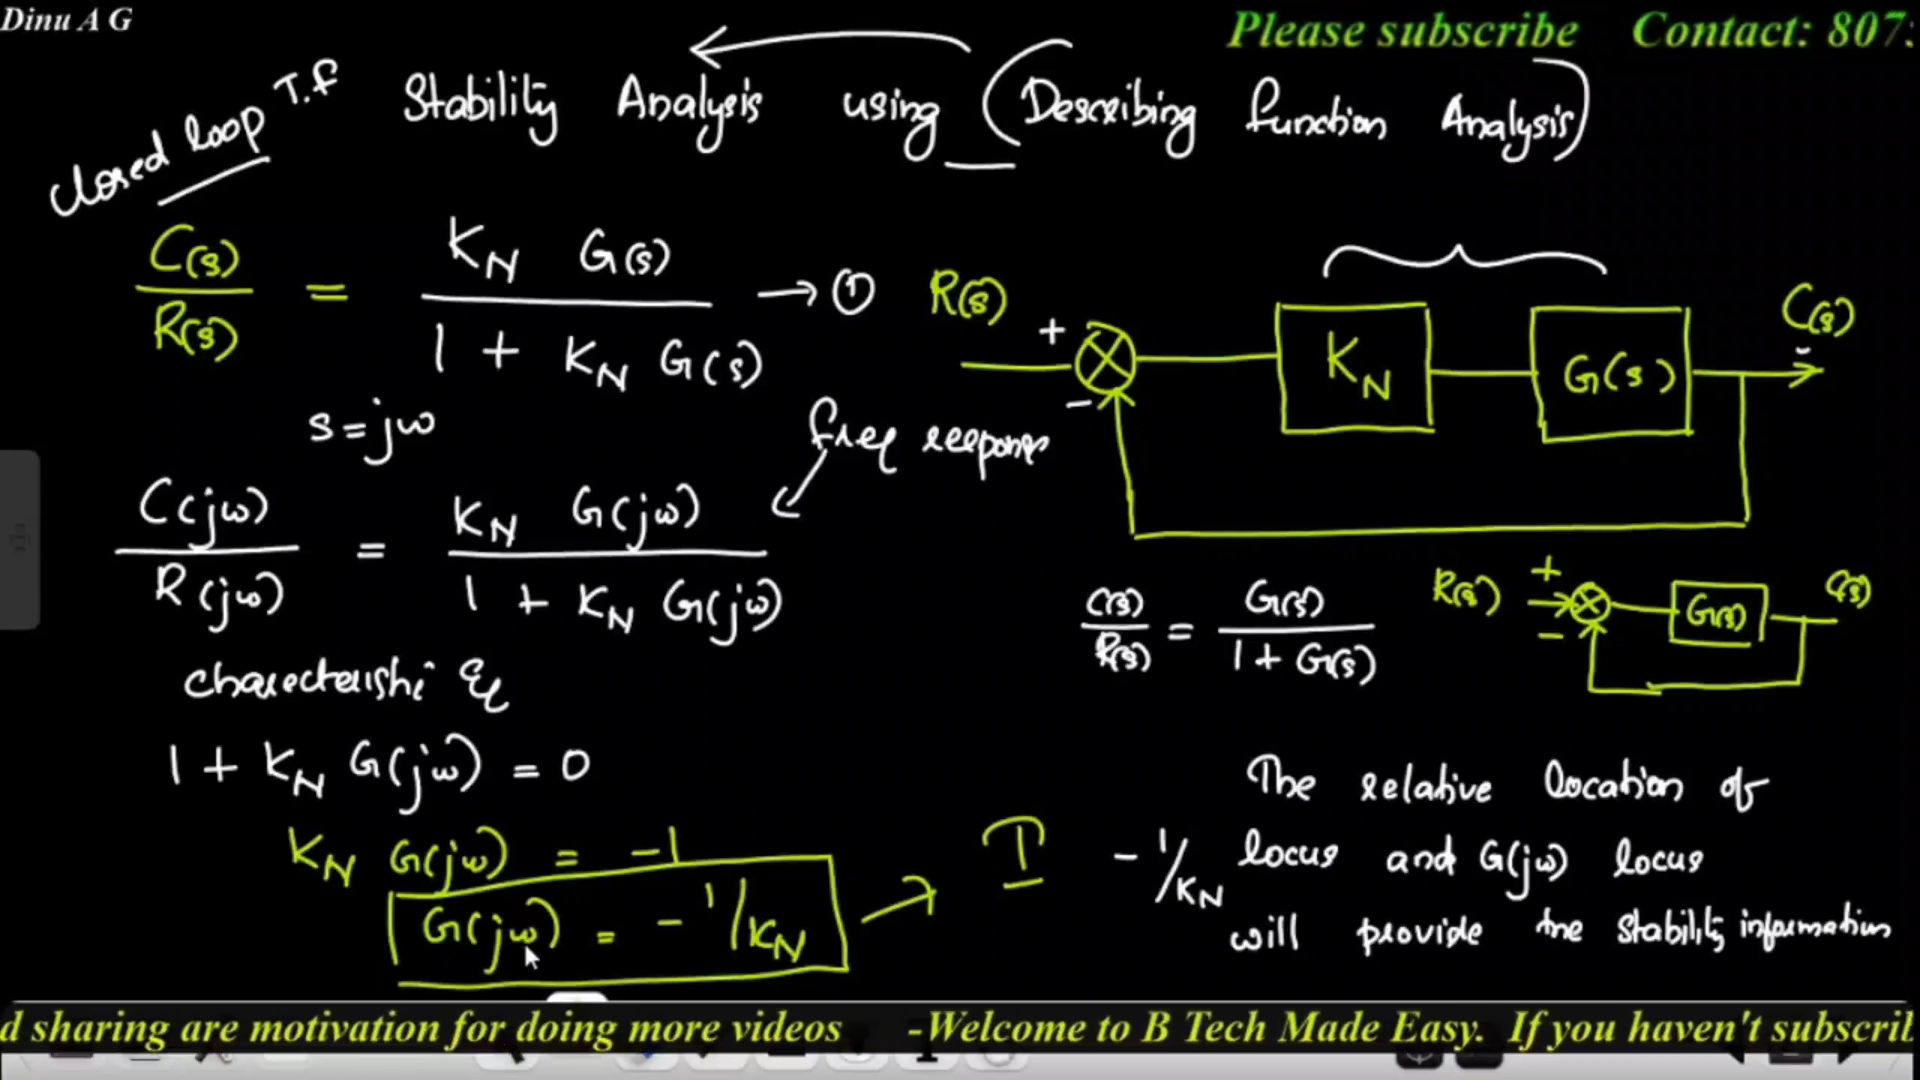 Dinu A G
Please subscribe Contact: 807
closed loop T.f
Stability Analysis using (Describing function Analysis)
C(s)/R(s) = KN G(s) / 1 + KN G(s) → ①
s = jω
freq response
C(jω)/R(jω) = KN G(jω) / 1 + KN G(jω)
charecterishi Eq
1 + KN G(jω) = 0
KN G(jω) = -1
G(jω) = - 1/KN → I
R(s) + - KN G(s) C(s)
C(s)/R(s) = G(s) / 1 + G(s)
R(s) + - G(s) C(s)
The relative location of
- 1/KN locus and G(jω) locus
will provide the stability information
d sharing are motivation for doing more videos -Welcome to B Tech Made Easy. If you haven't subscrib